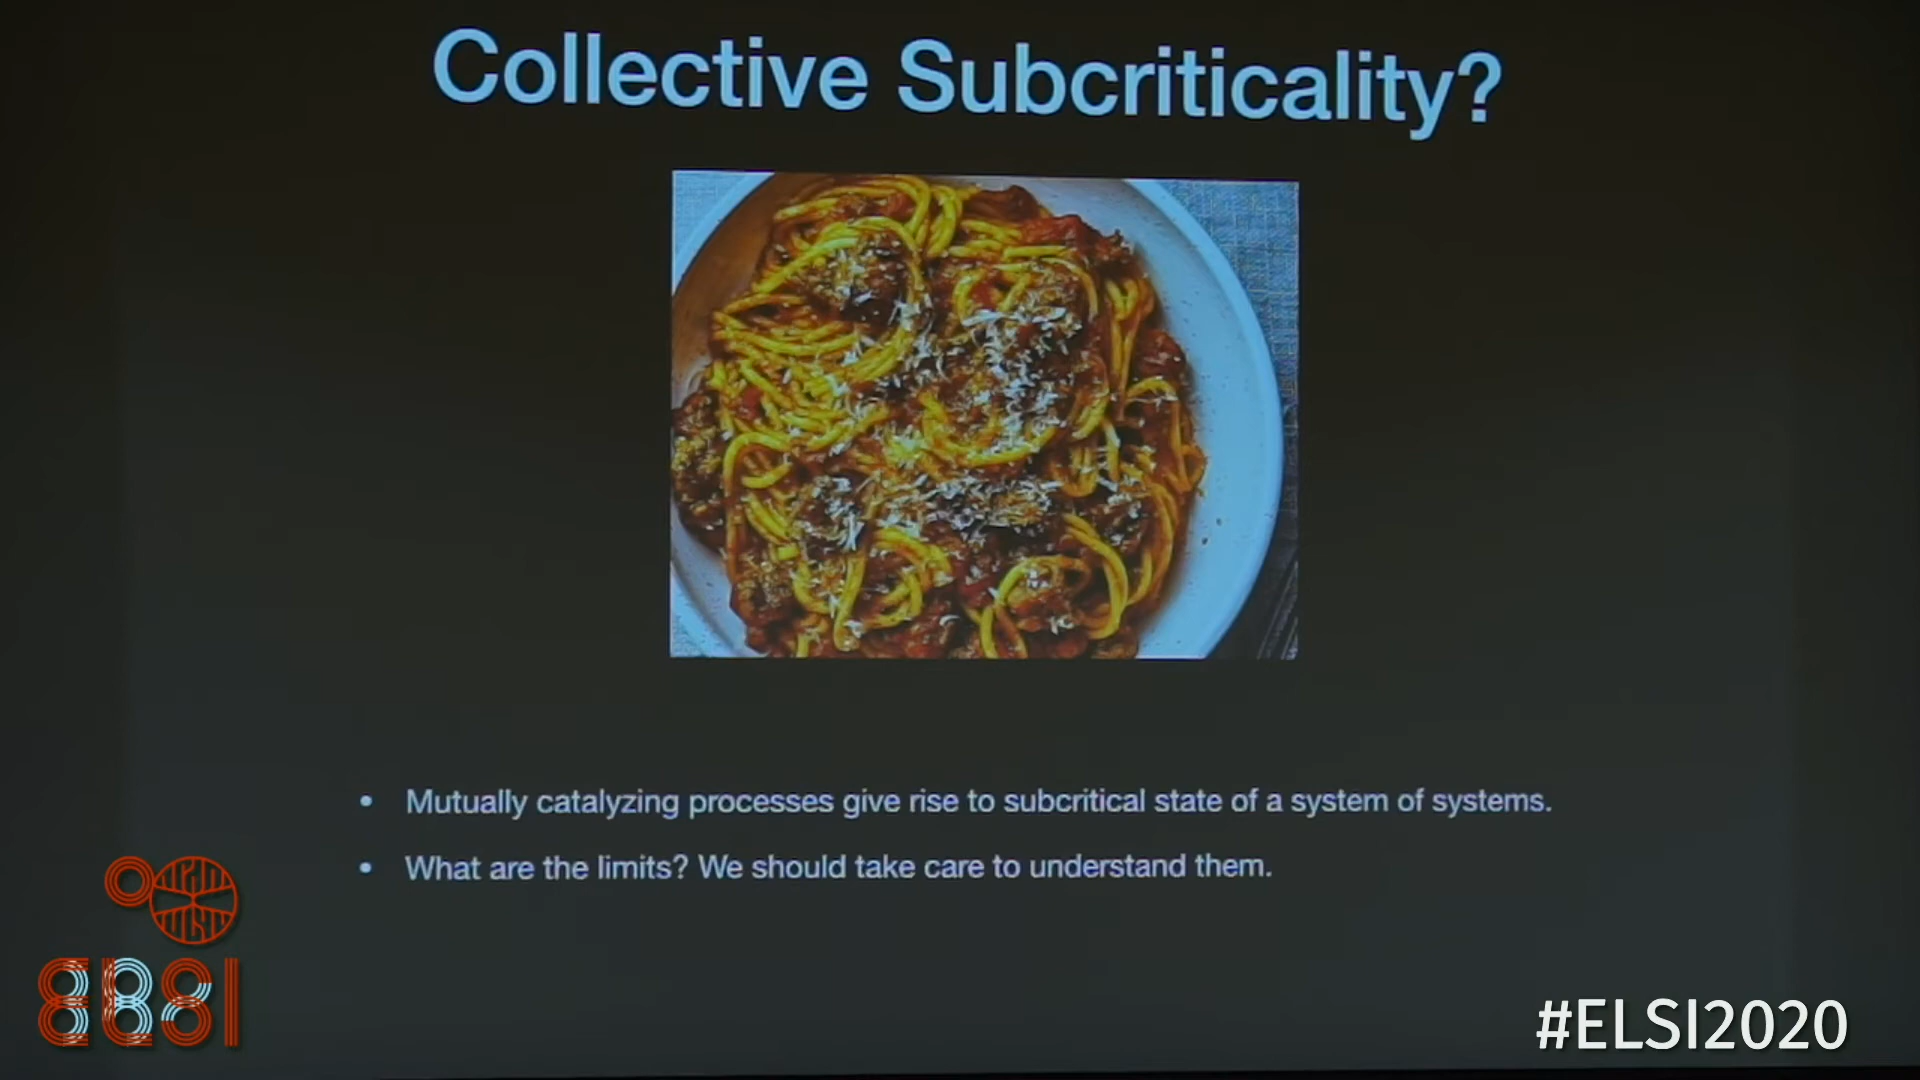 Collective Subcriticality?
• Mutually catalyzing processes give rise to subcritical state of a system of systems.
• What are the limits? We should take care to understand them.
ELSI
#ELSI2020